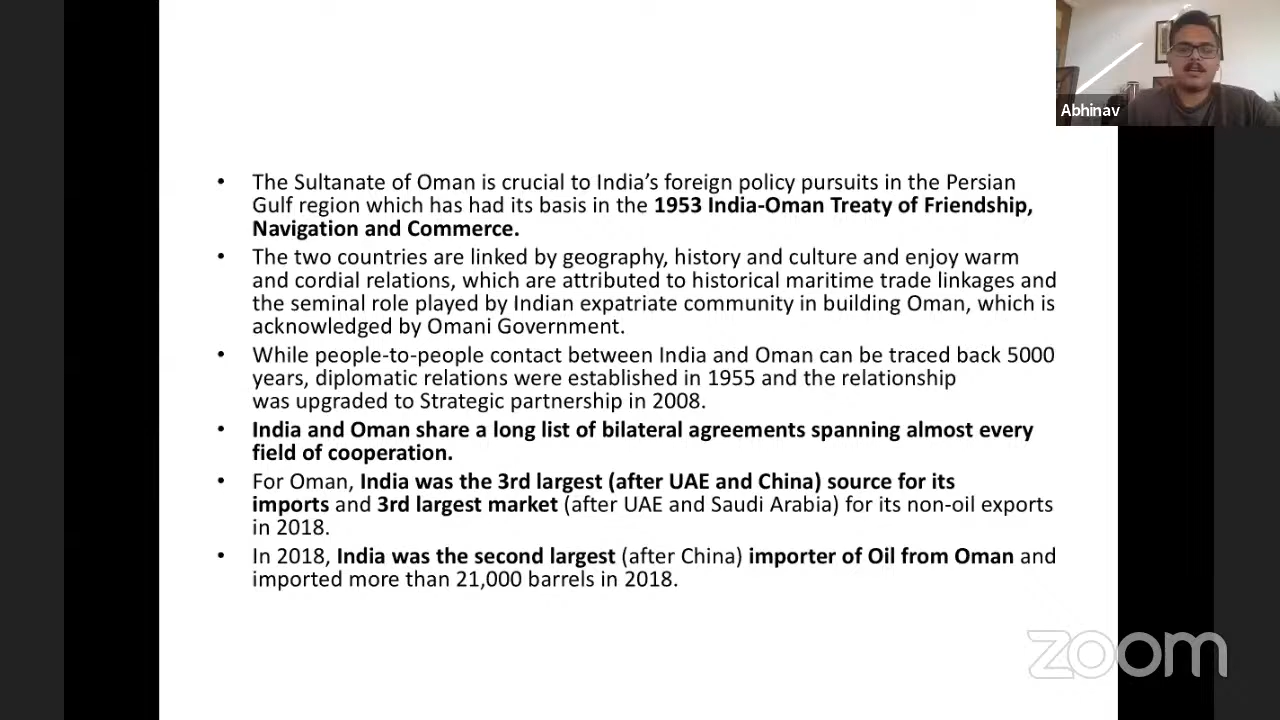 Abhinav
• The Sultanate of Oman is crucial to India’s foreign policy pursuits in the Persian
Gulf region which has had its basis in the 1953 India-Oman Treaty of Friendship,
Navigation and Commerce.
• The two countries are linked by geography, history and culture and enjoy warm
and cordial relations, which are attributed to historical maritime trade linkages and
the seminal role played by Indian expatriate community in building Oman, which is
acknowledged by Omani Government.
• While people-to-people contact between India and Oman can be traced back 5000
years, diplomatic relations were established in 1955 and the relationship
was upgraded to Strategic partnership in 2008.
• India and Oman share a long list of bilateral agreements spanning almost every
field of cooperation.
• For Oman, India was the 3rd largest (after UAE and China) source for its
imports and 3rd largest market (after UAE and Saudi Arabia) for its non-oil exports
in 2018.
• In 2018, India was the second largest (after China) importer of Oil from Oman and
imported more than 21,000 barrels in 2018.
zoom